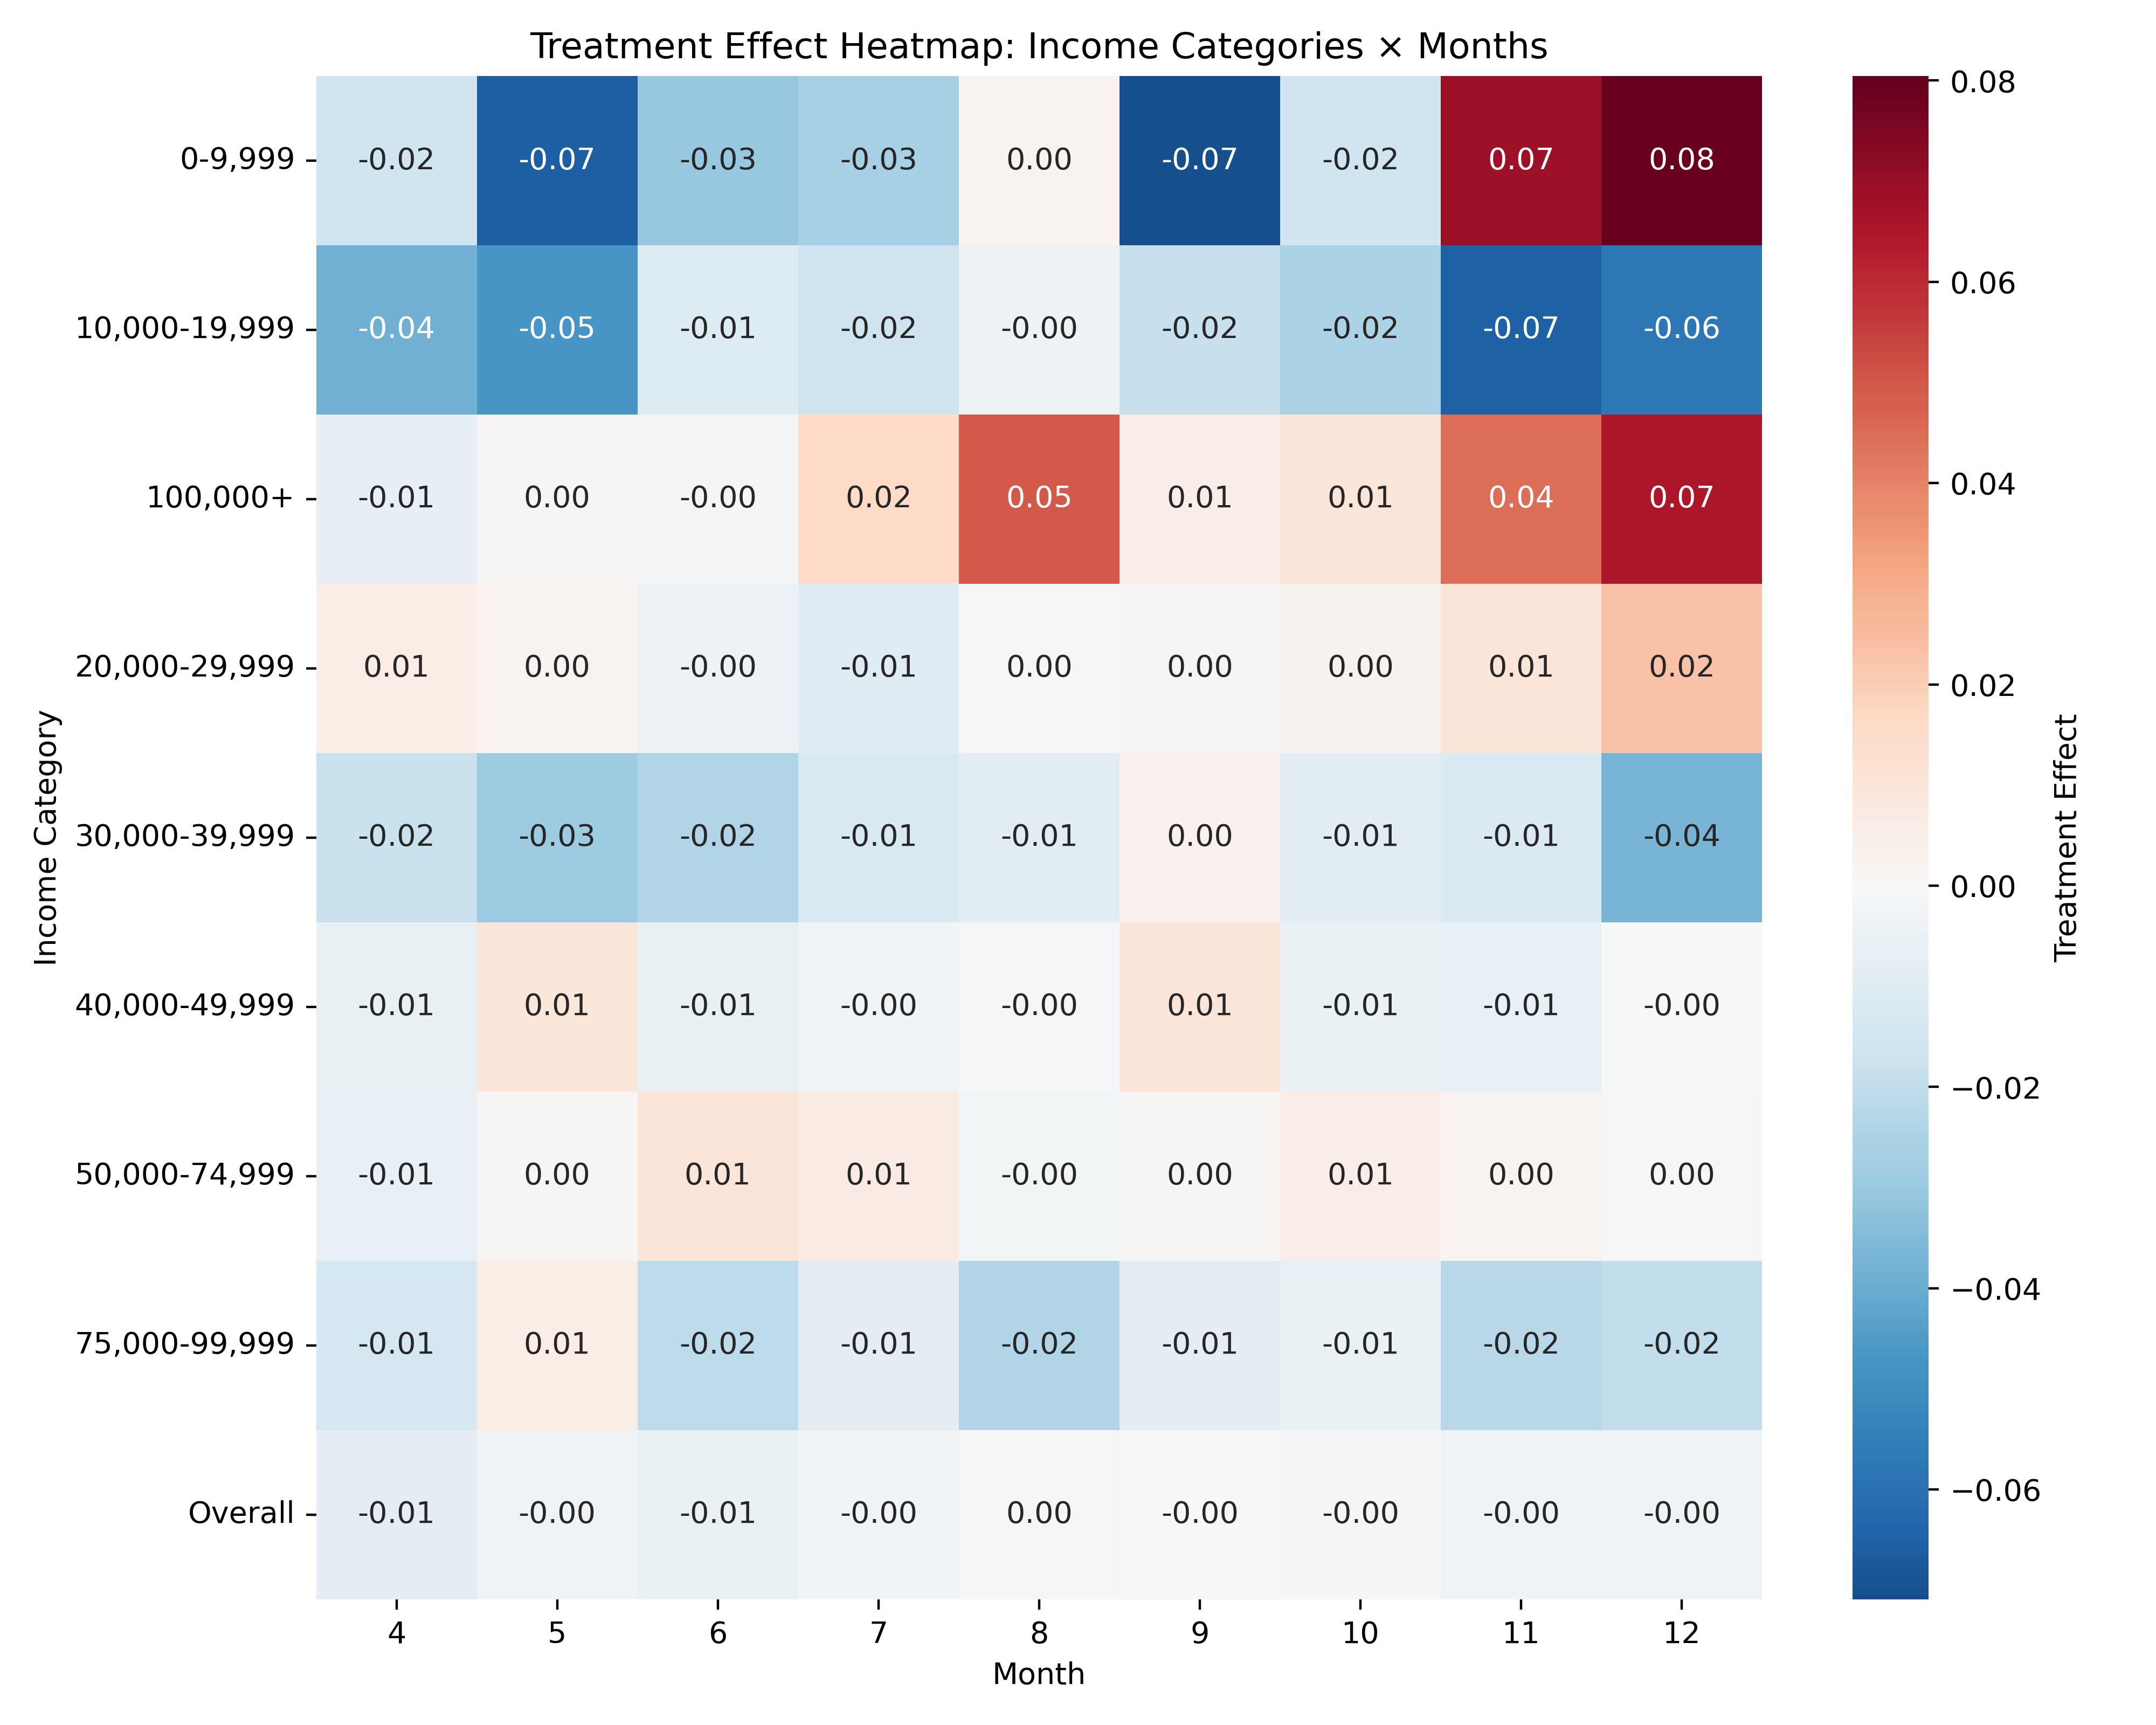 Treatment Effect Heatmap: Income Categories × Months
Income Category
0-9,999 -0.02 -0.07 -0.03 -0.03 0.00 -0.07 -0.02 0.07 0.08
10,000-19,999 -0.04 -0.05 -0.01 -0.02 -0.00 -0.02 -0.02 -0.07 -0.06
100,000+ -0.01 0.00 -0.00 0.02 0.05 0.01 0.01 0.04 0.07
20,000-29,999 0.01 0.00 -0.00 -0.01 0.00 0.00 0.00 0.01 0.02
30,000-39,999 -0.02 -0.03 -0.02 -0.01 -0.01 0.00 -0.01 -0.01 -0.04
40,000-49,999 -0.01 0.01 -0.01 -0.00 -0.00 0.01 -0.01 -0.01 -0.00
50,000-74,999 -0.01 0.00 0.01 0.01 -0.00 0.00 0.01 0.00 0.00
75,000-99,999 -0.01 0.01 -0.02 -0.01 -0.02 -0.01 -0.01 -0.02 -0.02
Overall -0.01 -0.00 -0.01 -0.00 0.00 -0.00 -0.00 -0.00 -0.00
4 5 6 7 8 9 10 11 12
Month
0.08
0.06
0.04
0.02
0.00
−0.02
−0.04
−0.06
Treatment Effect